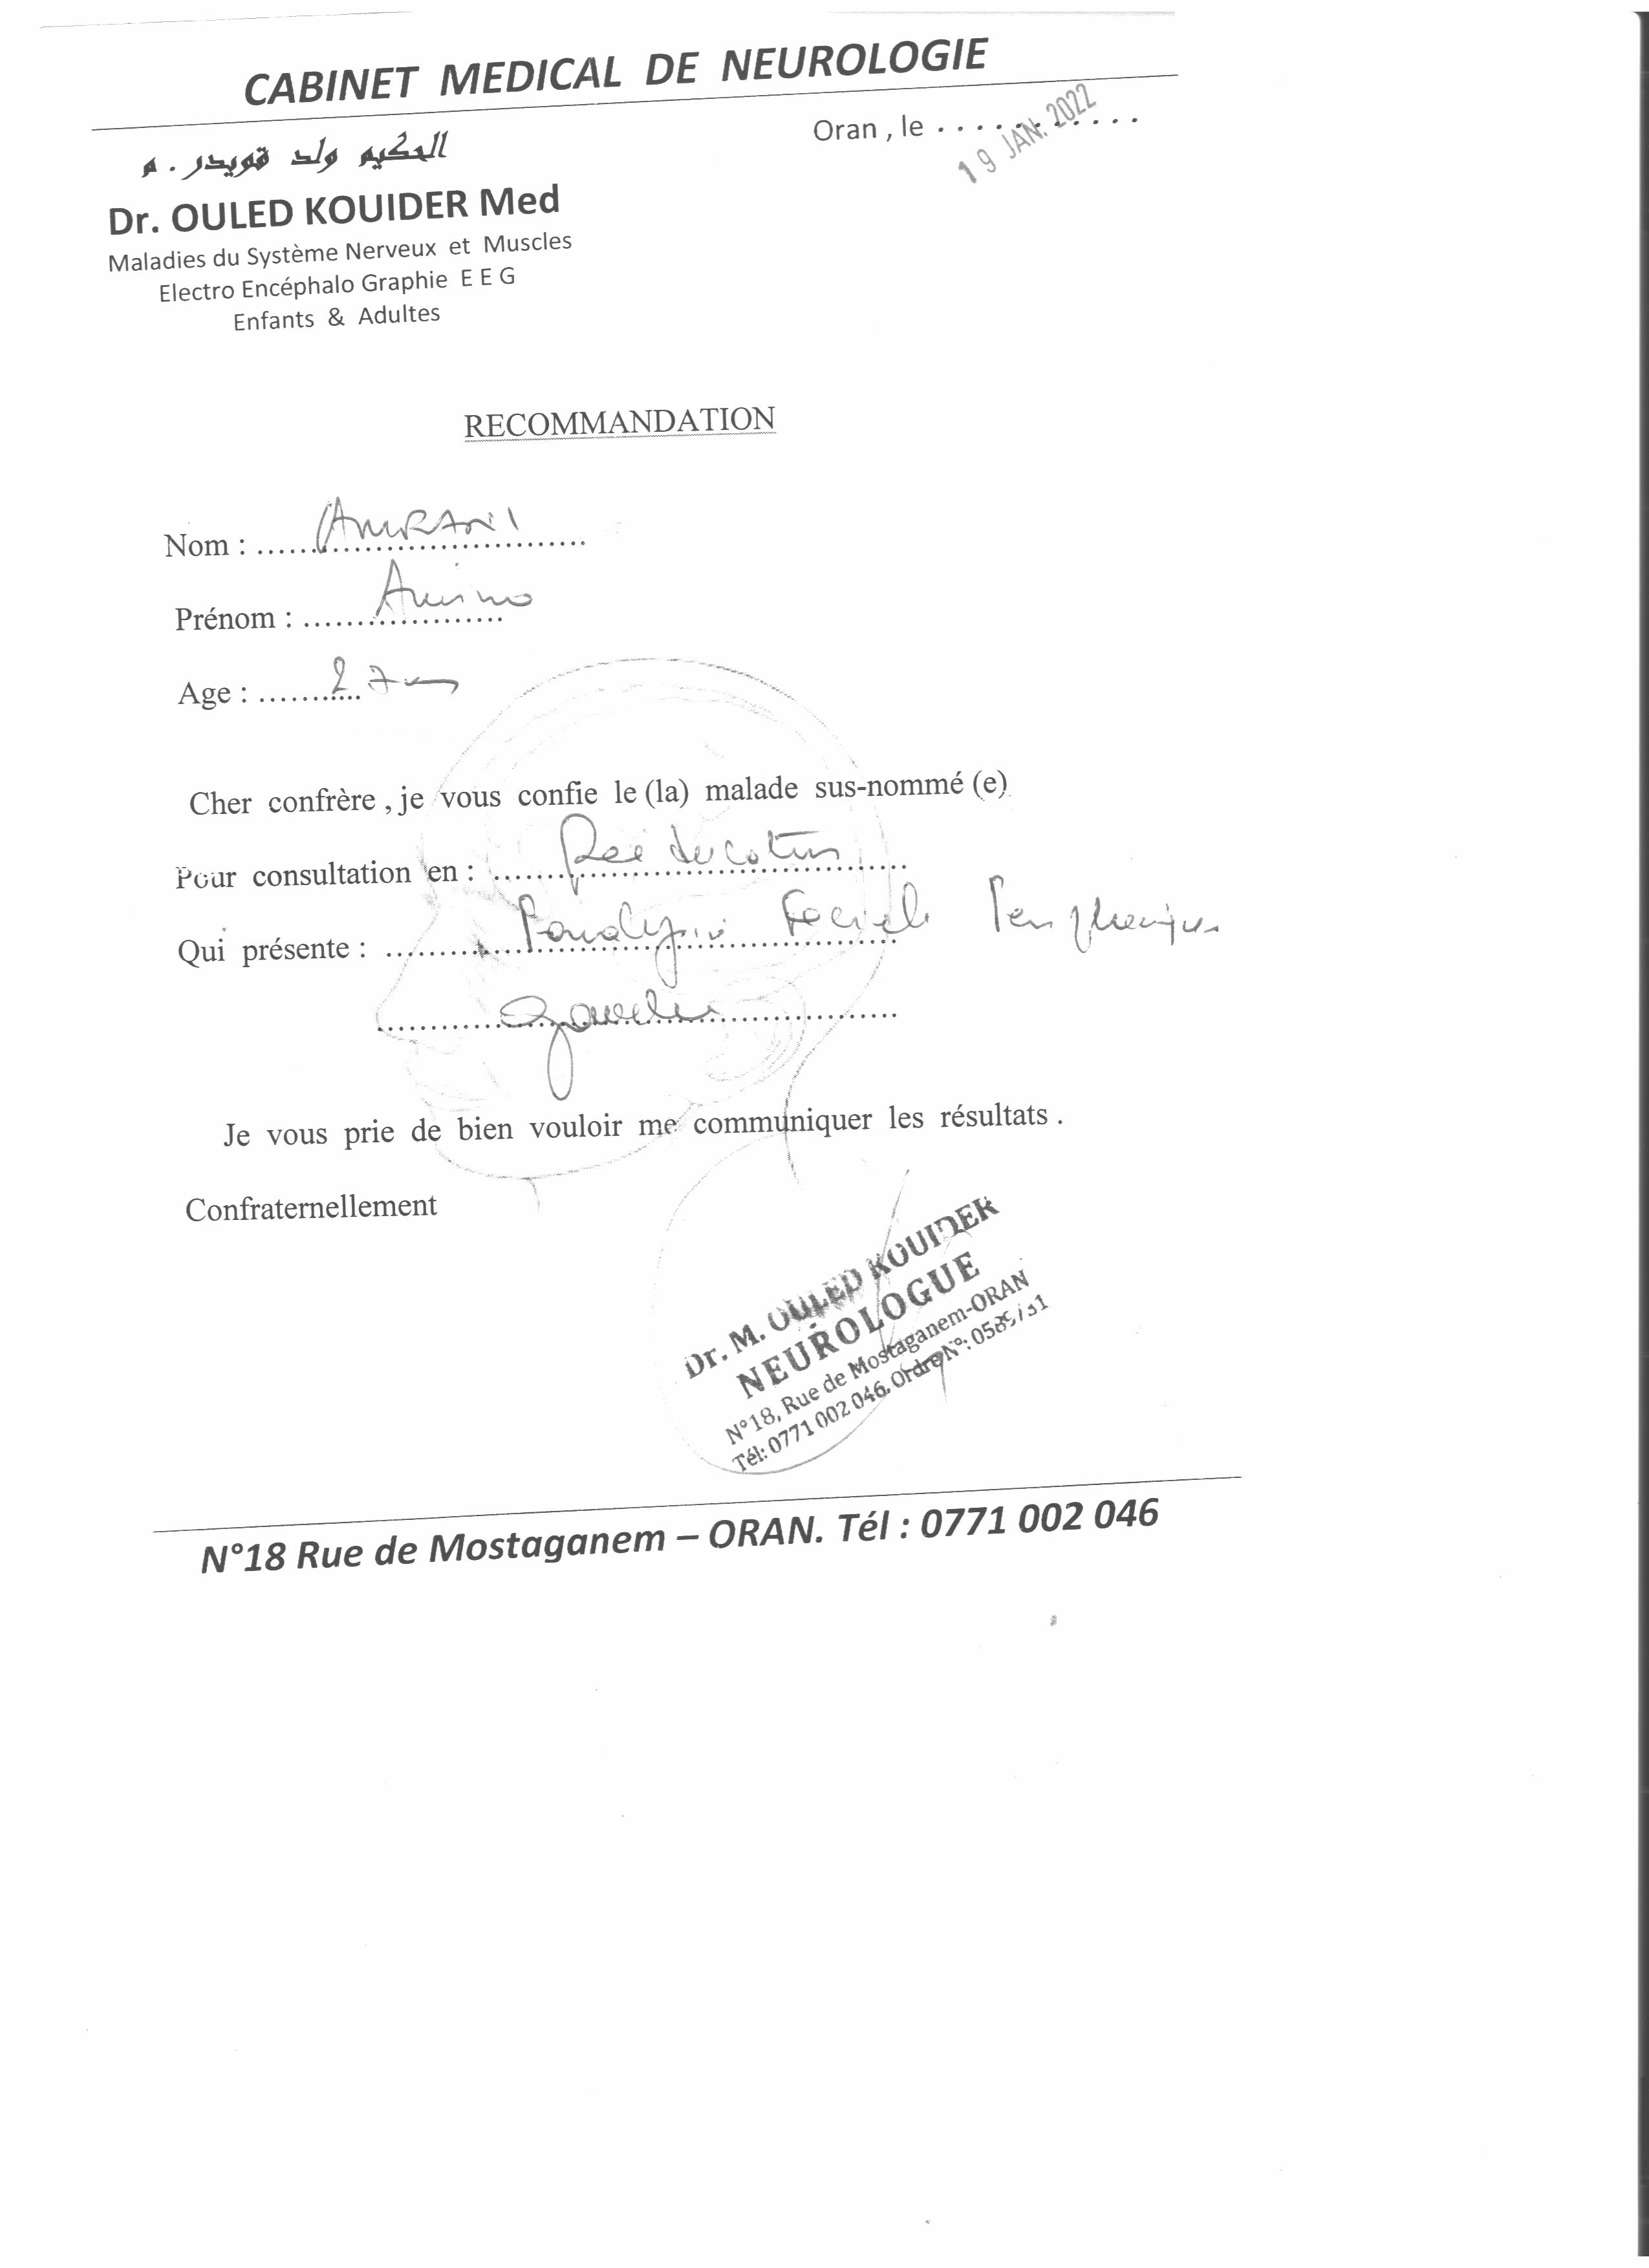 CABINET MEDICAL DE NEUROLOGIE
Oran , le ............
19 JAN. 2022
الحكيم ولد قويدر . م
Dr. OULED KOUIDER Med
Maladies du Système Nerveux et Muscles
Electro Encéphalo Graphie E E G
Enfants & Adultes
RECOMMANDATION
Nom : AMRANI
Prénom :
Age : 27 ans
Cher confrère , je vous confie le (la) malade sus-nommé (e)
Pour consultation en : Rééducation
Qui présente : Paralysie Faciale Périphérique
gauche
Je vous prie de bien vouloir me communiquer les résultats .
Confraternellement
Dr. M. OULED KOUIDER
NEUROLOGUE
N°18, Rue de Mostaganem-ORAN
Tél: 0771 002 046. Ordre N°:
N°18 Rue de Mostaganem – ORAN. Tél : 0771 002 046